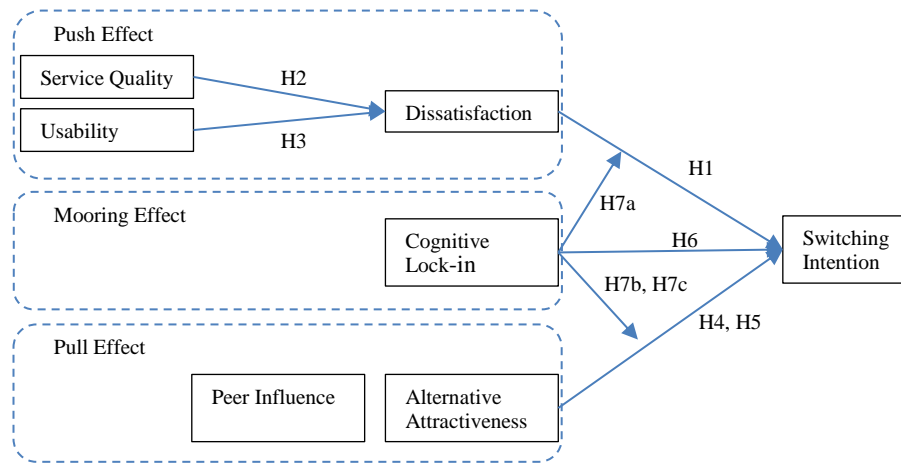 Push Effect
Service Quality
H2
Usability
Dissatisfaction
H3
H1
Mooring Effect
H7a
Cognitive
Lock-in
H6
Switching
Intention
H7b, H7c
H4, H5
Pull Effect
Peer Influence
Alternative
Attractiveness